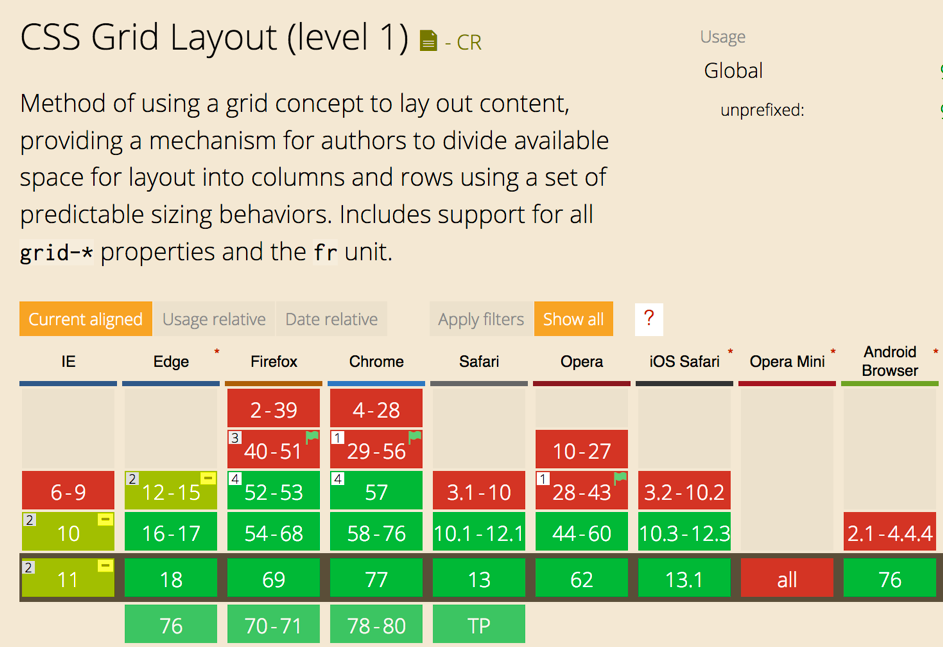 CSS Grid Layout (level 1) - CR
Usage
Global
unprefixed:
Method of using a grid concept to lay out content,
providing a mechanism for authors to divide available
space for layout into columns and rows using a set of
predictable sizing behaviors. Includes support for all
grid-* properties and the fr unit.
Current aligned Usage relative Date relative Apply filters Show all ?
IE Edge * Firefox Chrome Safari Opera iOS Safari * Opera Mini * Android Browser *
2-39 4-28
3 40-51 1 29-56 10-27
6-9 2 12-15 4 52-53 4 57 3.1-10 1 28-43 3.2-10.2
2 10 16-17 54-68 58-76 10.1-12.1 44-60 10.3-12.3 2.1-4.4.4
2 11 18 69 77 13 62 13.1 all 76
76 70-71 78-80 TP